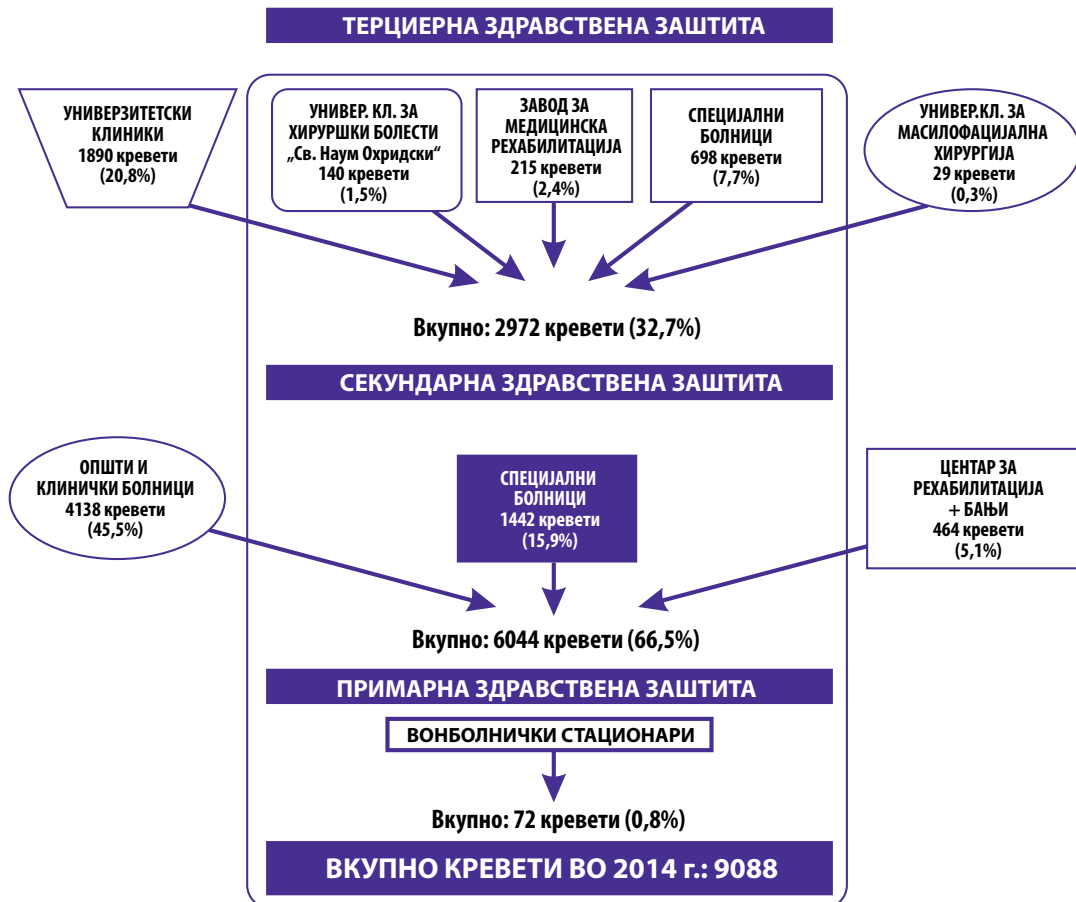 ТЕРЦИЕРНА ЗДРАВСТВЕНА ЗАШТИТА
УНИВЕРЗИТЕТСКИ
КЛИНИКИ
1890 кревети
(20,8%)
УНИВЕР. КЛ. ЗА
ХИРУРШКИ БОЛЕСТИ
„Св. Наум Охридски“
140 кревети
(1,5%)
ЗАВОД ЗА
МЕДИЦИНСКА
РЕХАБИЛИТАЦИЈА
215 кревети
(2,4%)
СПЕЦИЈАЛНИ
БОЛНИЦИ
698 кревети
(7,7%)
УНИВЕР.КЛ. ЗА
МАСИЛОФАЦИЈАЛНА
ХИРУРГИЈА
29 кревети
(0,3%)
Вкупно: 2972 кревети (32,7%)
СЕКУНДАРНА ЗДРАВСТВЕНА ЗАШТИТА
ОПШТИ И
КЛИНИЧКИ БОЛНИЦИ
4138 кревети
(45,5%)
СПЕЦИЈАЛНИ
БОЛНИЦИ
1442 кревети
(15,9%)
ЦЕНТАР ЗА
РЕХАБИЛИТАЦИЈА
+ БАЊИ
464 кревети
(5,1%)
Вкупно: 6044 кревети (66,5%)
ПРИМАРНА ЗДРАВСТВЕНА ЗАШТИТА
ВОНБОЛНИЧКИ СТАЦИОНАРИ
Вкупно: 72 кревети (0,8%)
ВКУПНО КРЕВЕТИ ВО 2014 г.: 9088